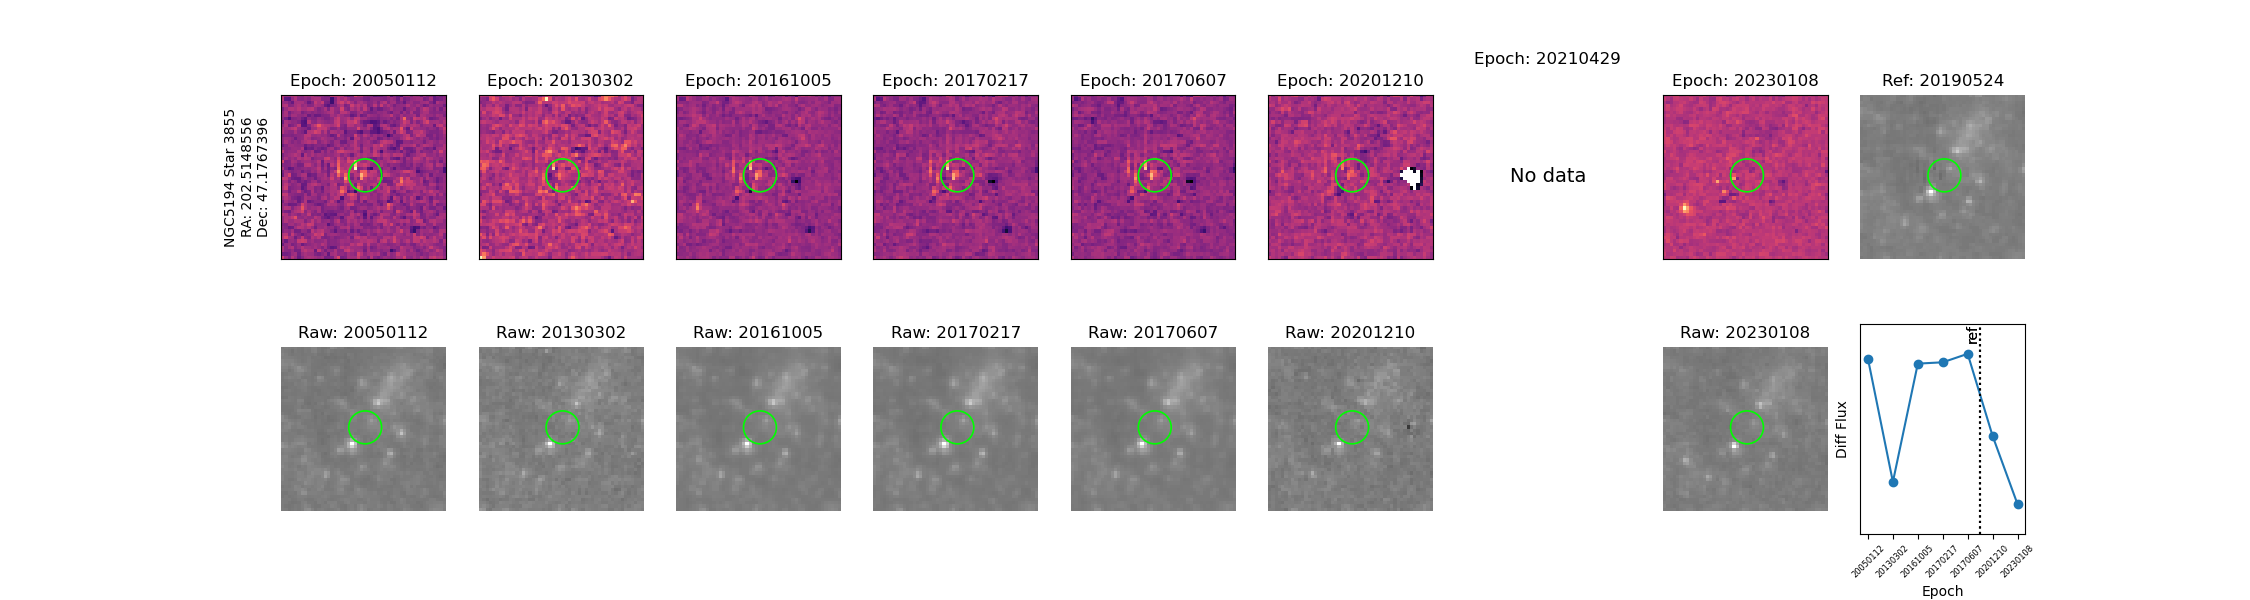 NGC5194 Star 3855
RA: 202.5148556
Dec: 47.1767396
Epoch: 20050112
Epoch: 20130302
Epoch: 20161005
Epoch: 20170217
Epoch: 20170607
Epoch: 20201210
Epoch: 20210429
No data
Epoch: 20230108
Ref: 20190524
Raw: 20050112
Raw: 20130302
Raw: 20161005
Raw: 20170217
Raw: 20170607
Raw: 20201210
Raw: 20230108
Diff Flux
ref
20050112
20130302
20161005
20170217
20170607
20201210
20230108
Epoch